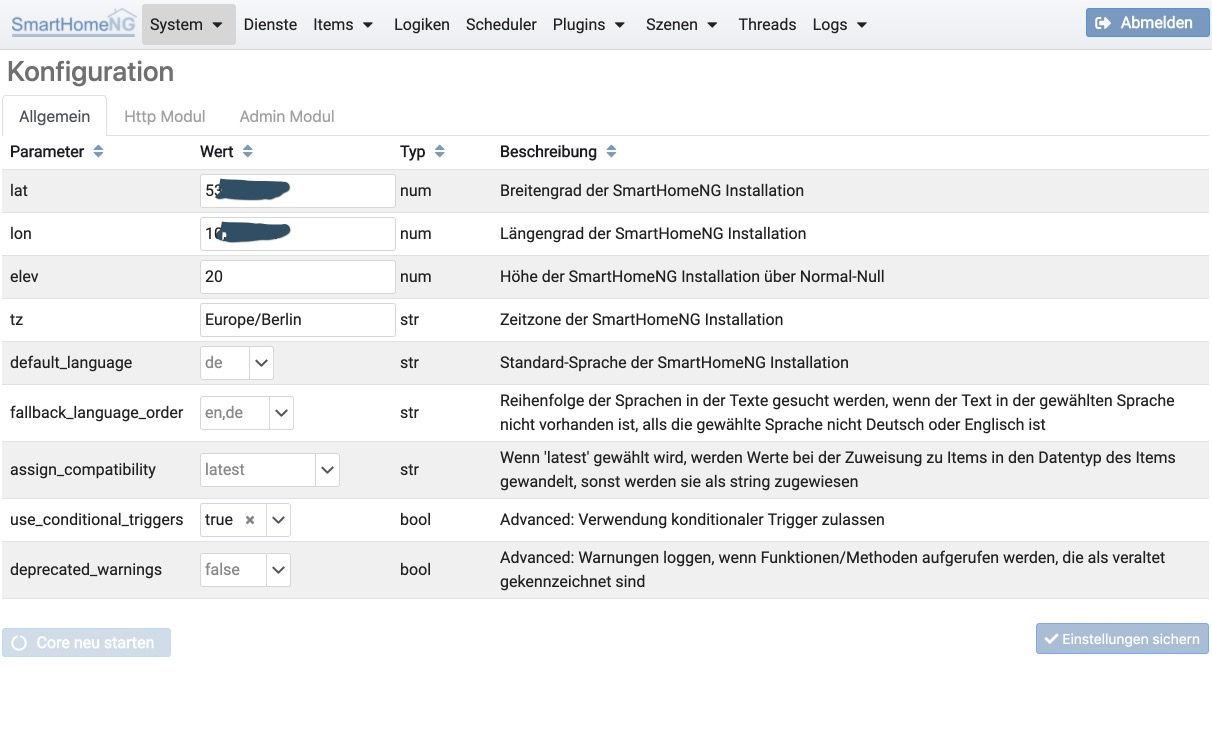 SmartHomeNG System Dienste Items Logiken Scheduler Plugins Szenen Threads Logs Abmelden
Konfiguration
Allgemein Http Modul Admin Modul
Parameter Wert Typ Beschreibung
lat 53 num Breitengrad der SmartHomeNG Installation
lon 10 num Längengrad der SmartHomeNG Installation
elev 20 num Höhe der SmartHomeNG Installation über Normal-Null
tz Europe/Berlin str Zeitzone der SmartHomeNG Installation
default_language de str Standard-Sprache der SmartHomeNG Installation
fallback_language_order en,de str Reihenfolge der Sprachen in der Texte gesucht werden, wenn der Text in der gewählten Sprache
nicht vorhanden ist, alls die gewählte Sprache nicht Deutsch oder Englisch ist
assign_compatibility latest str Wenn 'latest' gewählt wird, werden Werte bei der Zuweisung zu Items in den Datentyp des Items
gewandelt, sonst werden sie als string zugewiesen
use_conditional_triggers true × bool Advanced: Verwendung konditionaler Trigger zulassen
deprecated_warnings false bool Advanced: Warnungen loggen, wenn Funktionen/Methoden aufgerufen werden, die als veraltet
gekennzeichnet sind
Core neu starten Einstellungen sichern